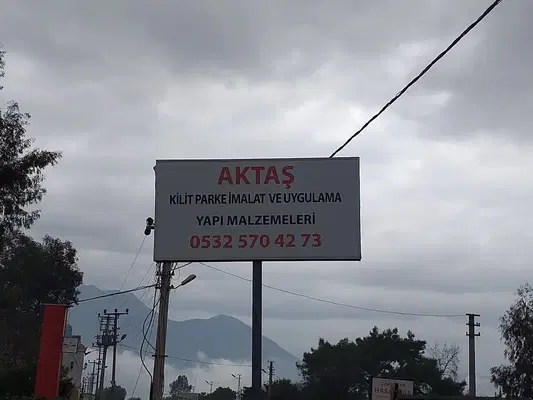 AKTAŞ
KİLİT PARKE İMALAT VE UYGULAMA
YAPI MALZEMELERİ
0532 570 42 73